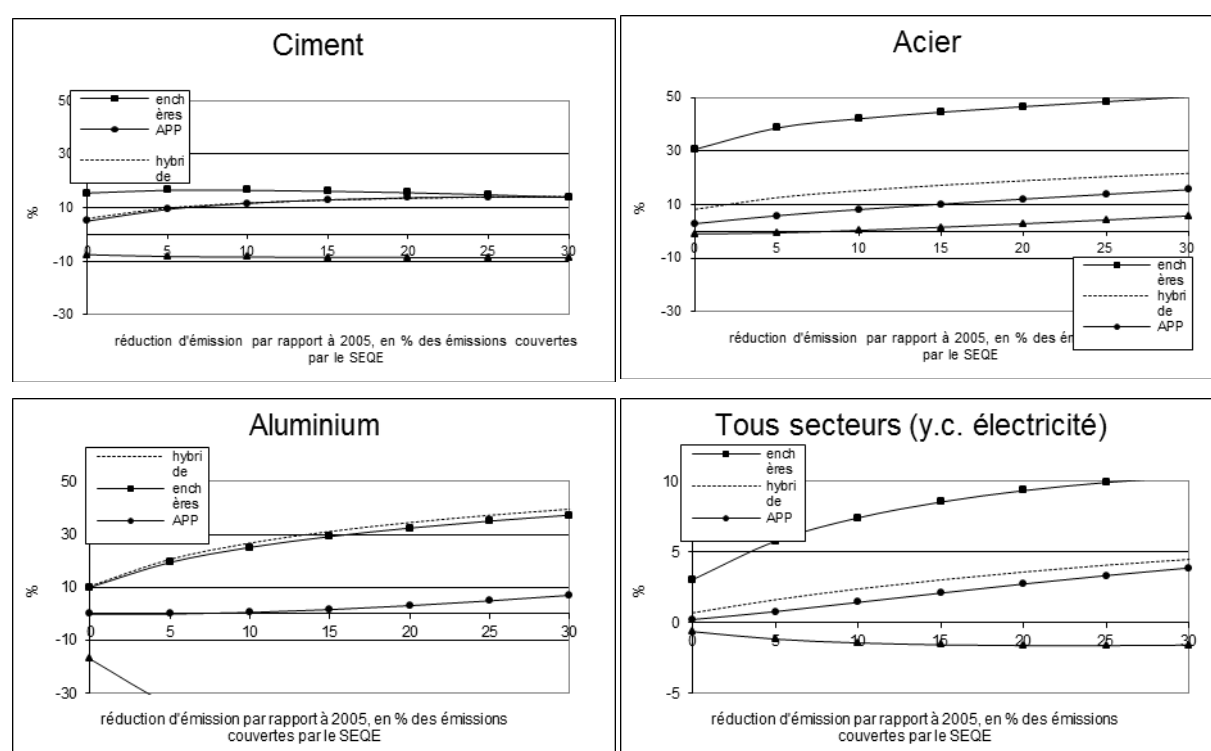 Ciment
ench
ères
APP
hybri
de
50
30
10
-10
-30
%
0 5 10 15 20 25 30
réduction d'émission par rapport à 2005, en % des émissions couvertes
par le SEQE
Acier
50
30
10
-10
-30
%
0 5 10 15 20 25 30
ench
ères
hybri
de
APP
réduction d'émission par rapport à 2005, en % des
par le SEQE
Aluminium
hybri
de
ench
ères
APP
50
30
10
-10
-30
%
0 5 10 15 20 25 30
réduction d'émission par rapport à 2005, en % des émissions
couvertes par le SEQE
Tous secteurs (y.c. électricité)
ench
ères
hybri
de
APP
10
5
0
-5
%
0 5 10 15 20 25 30
réduction d'émission par rapport à 2005, en % des émissions
couvertes par le SEQE